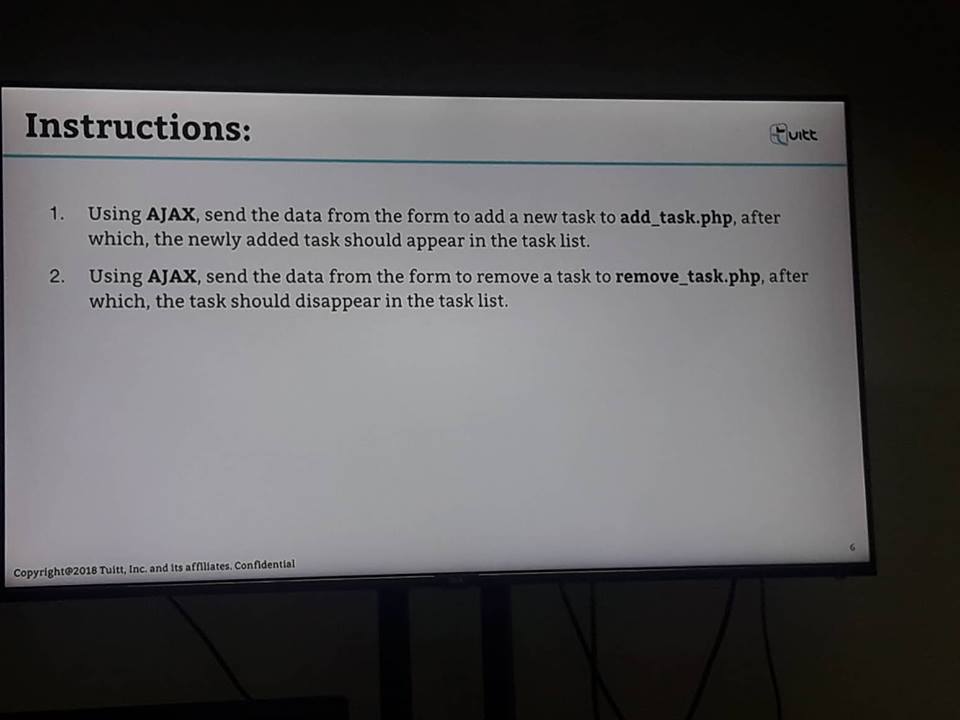 Instructions:
tuitt
1. Using AJAX, send the data from the form to add a new task to add_task.php, after
which, the newly added task should appear in the task list.
2. Using AJAX, send the data from the form to remove a task to remove_task.php, after
which, the task should disappear in the task list.
6
Copyright@2018 Tuitt, Inc. and its affiliates. Confidential